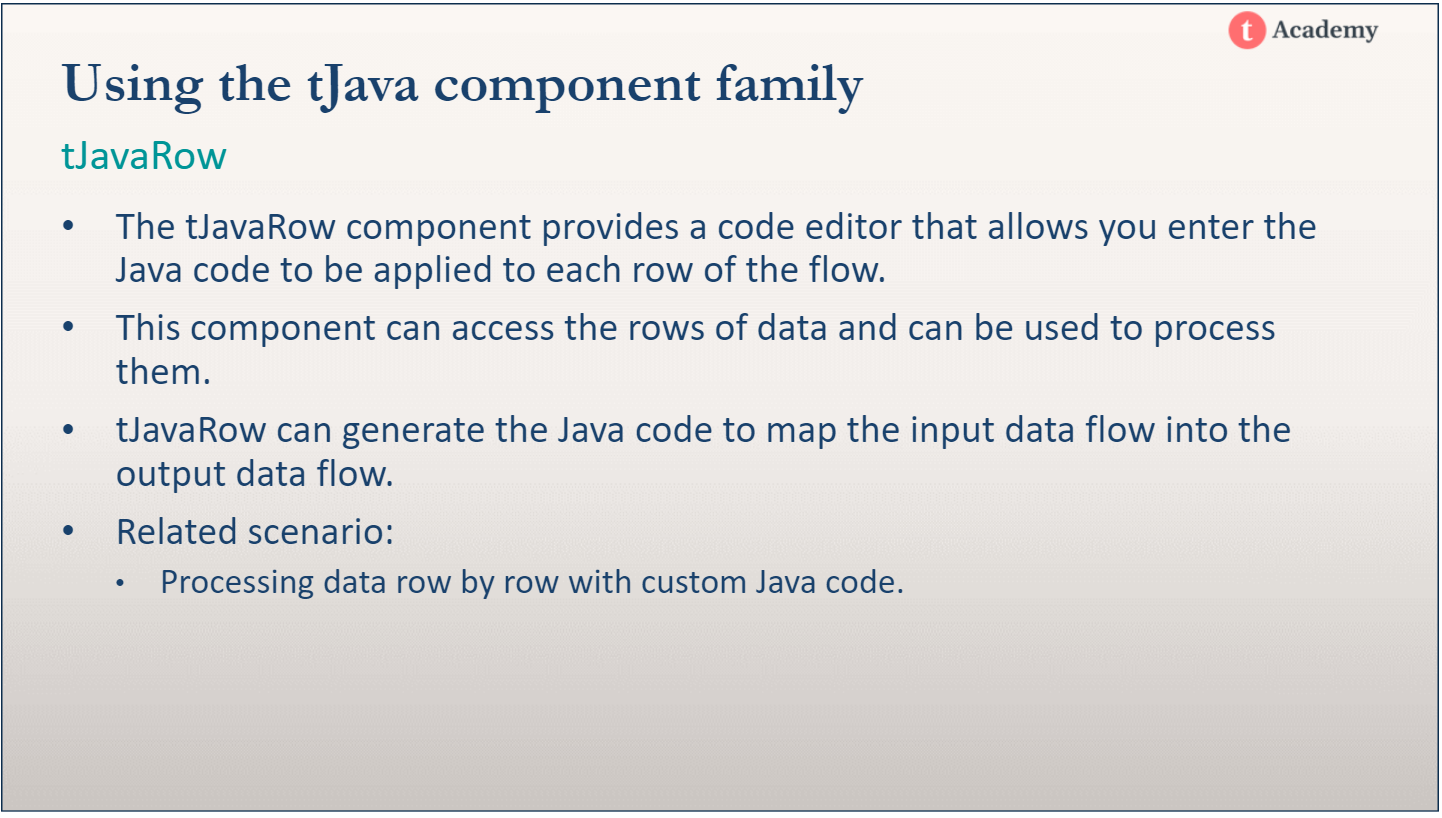 t Academy
Using the tJava component family
tJavaRow
• The tJavaRow component provides a code editor that allows you enter the
Java code to be applied to each row of the flow.
• This component can access the rows of data and can be used to process
them.
• tJavaRow can generate the Java code to map the input data flow into the
output data flow.
• Related scenario:
• Processing data row by row with custom Java code.